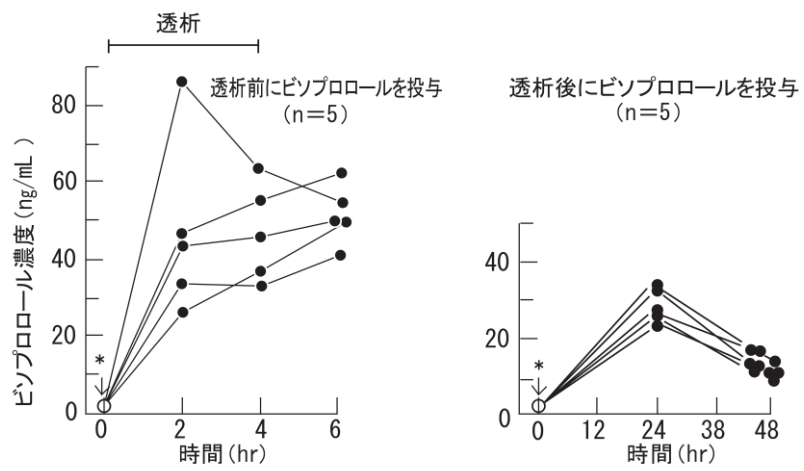 透析
透析前にビソプロロールを投与
(n=5)
ビソプロロール濃度(ng/mL)
80
60
40
20
0
*
0
2
4
6
時間(hr)
透析後にビソプロロールを投与
(n=5)
40
20
0
*
0
12
24
38
48
時間(hr)